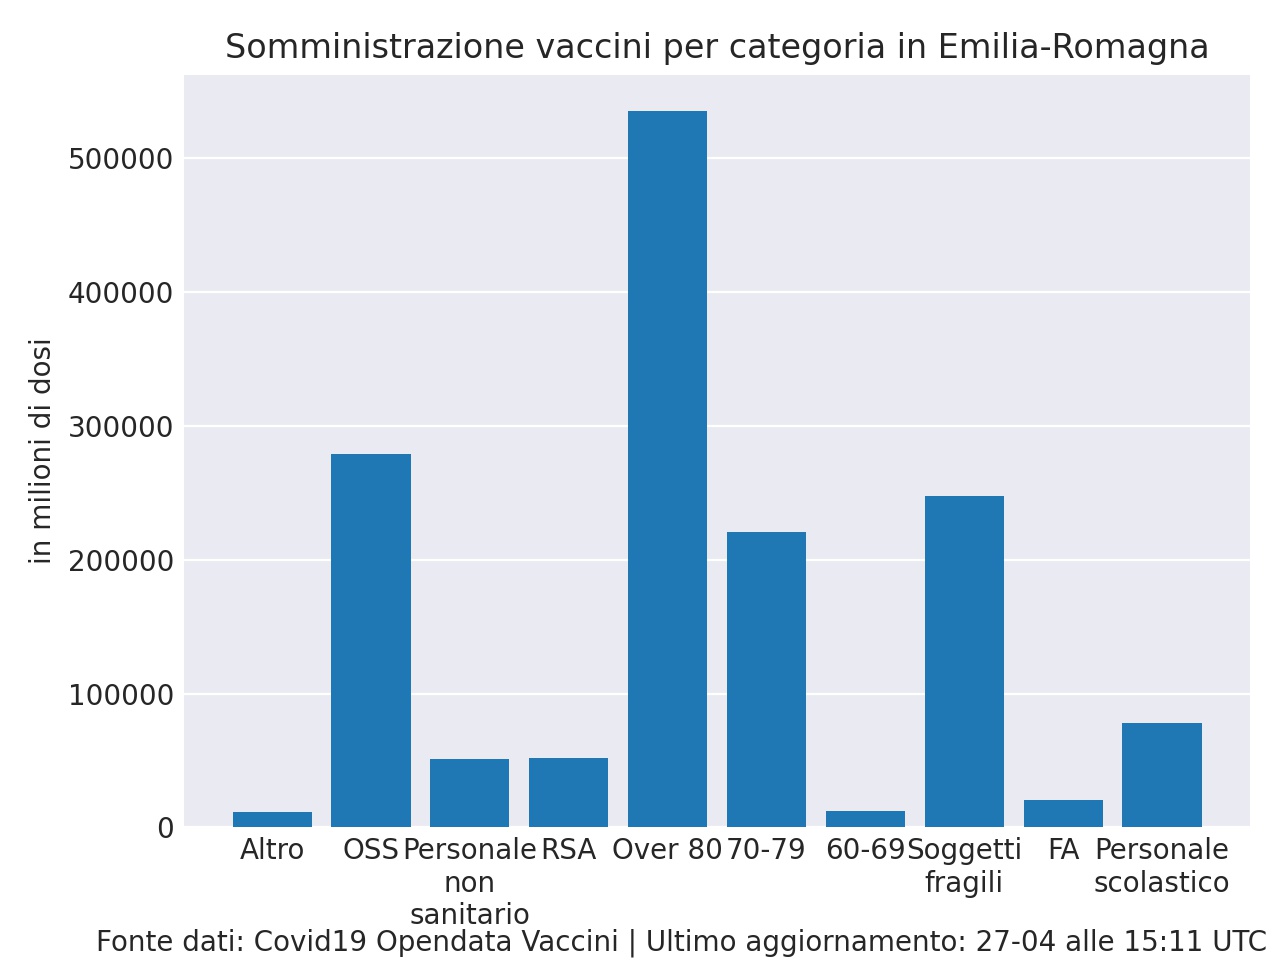 Somministrazione vaccini per categoria in Emilia-Romagna
in milioni di dosi
500000
400000
300000
200000
100000
0
Altro
OSS
Personale
non
sanitario
RSA
Over 80
70-79
60-69
Soggetti
fragili
FA
Personale
scolastico
Fonte dati: Covid19 Opendata Vaccini | Ultimo aggiornamento: 27-04 alle 15:11 UTC